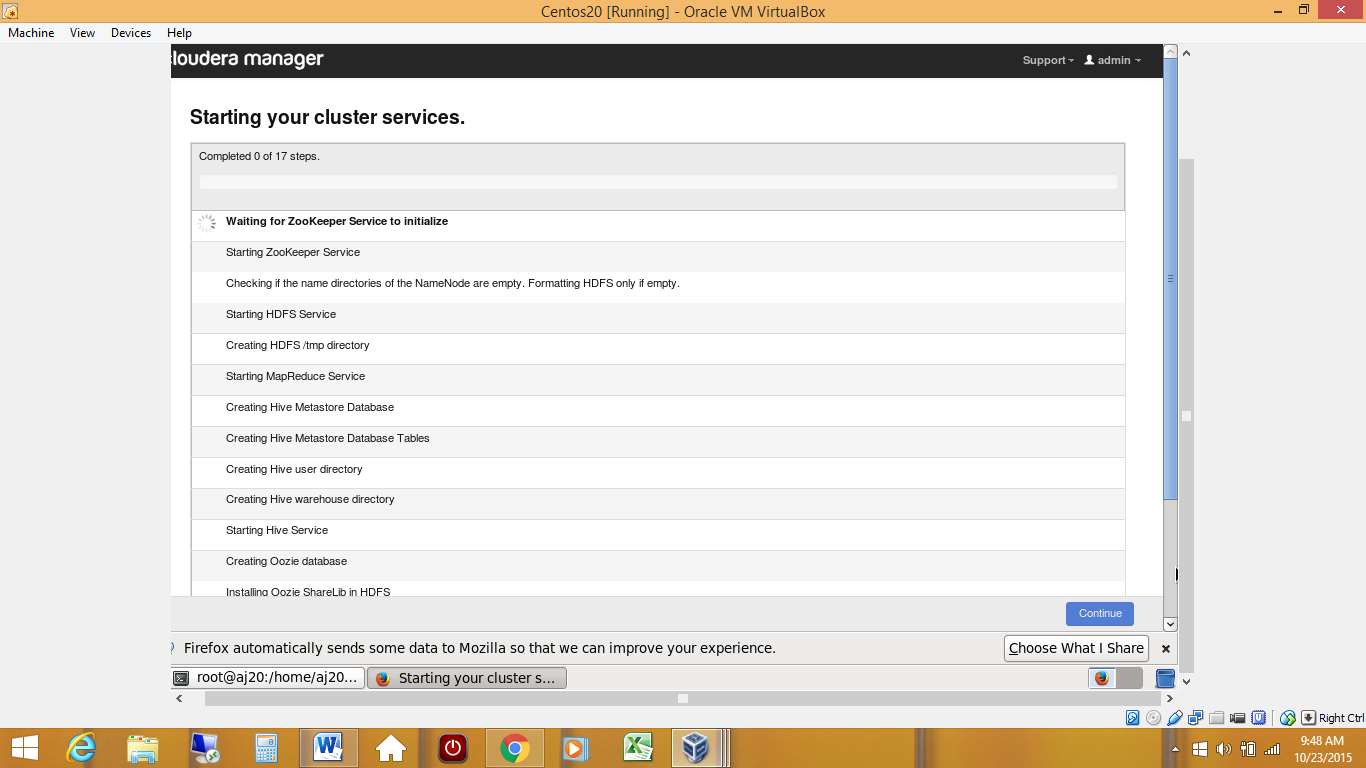 Centos20 [Running] - Oracle VM VirtualBox
Machine View Devices Help
cloudera manager
Support admin
Starting your cluster services.
Completed 0 of 17 steps.
Waiting for ZooKeeper Service to initialize
Starting ZooKeeper Service
Checking if the name directories of the NameNode are empty. Formatting HDFS only if empty.
Starting HDFS Service
Creating HDFS /tmp directory
Starting MapReduce Service
Creating Hive Metastore Database
Creating Hive Metastore Database Tables
Creating Hive user directory
Creating Hive warehouse directory
Starting Hive Service
Creating Oozie database
Installing Oozie ShareLib in HDFS
Continue
Firefox automatically sends some data to Mozilla so that we can improve your experience. Choose What I Share ×
root@aj20:/home/aj20... Starting your cluster s...
Right Ctrl
9:48 AM
10/23/2015